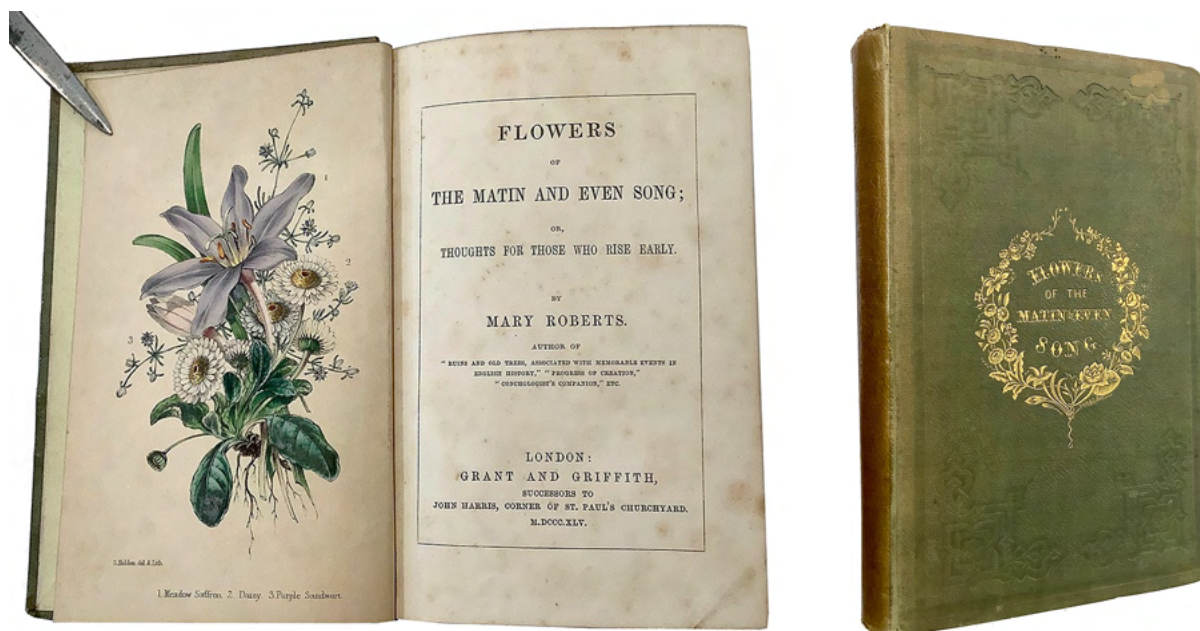 1
2
3
S. Holden, del & Lith.
1. Meadow Saffron. 2. Daisy. 3. Purple Sandwort.
FLOWERS
OF
THE MATIN AND EVEN SONG;
OR,
THOUGHTS FOR THOSE WHO RISE EARLY.
BY
MARY ROBERTS.
AUTHOR OF
" RUINS AND OLD TREES, ASSOCIATED WITH MEMORABLE EVENTS IN
ENGLISH HISTORY," " PROGRESS OF CREATION,"
" CONCHOLOGIST'S COMPANION," ETC.
LONDON:
GRANT AND GRIFFITH,
SUCCESSORS TO
JOHN HARRIS, CORNER OF ST. PAUL'S CHURCHYARD.
M.DCCC.XLV.
FLOWERS
OF THE
MATIN & EVEN
SONG